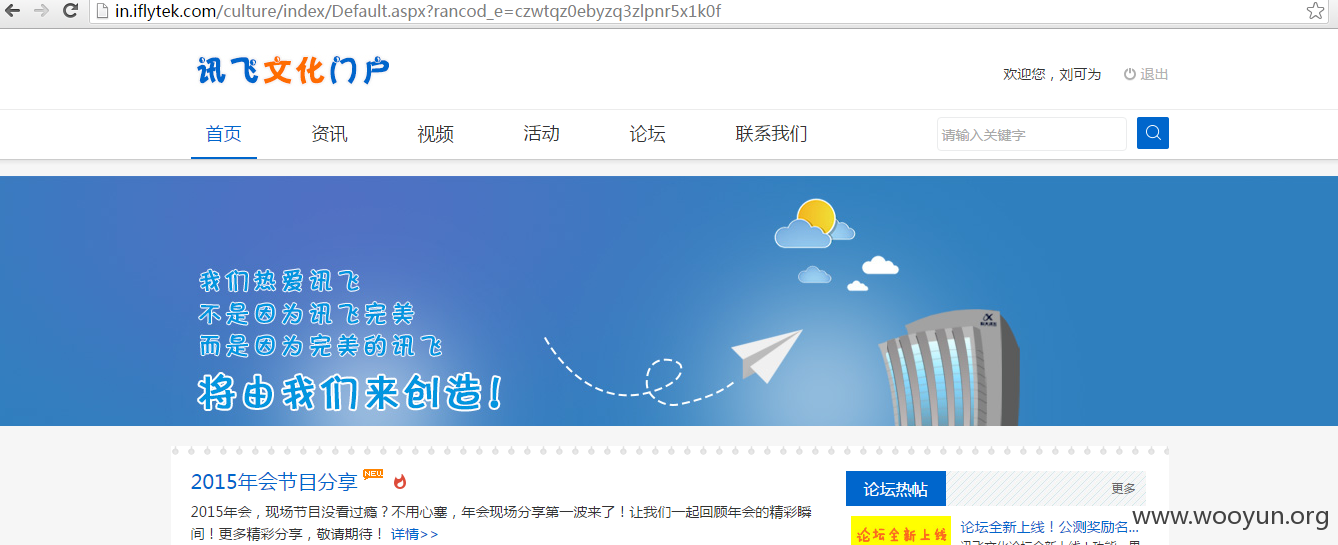 in.iflytek.com/culture/index/Default.aspx?rancod_e=czwtqz0ebyzq3zlpnr5x1k0f
讯飞文化门户
欢迎您，刘可为 退出
首页 资讯 视频 活动 论坛 联系我们 请输入关键字
我们热爱讯飞
不是因为讯飞完美
而是因为完美的讯飞
将由我们来创造！
2015年会节目分享 NEW
2015年会，现场节目没看过瘾？不用心塞，年会现场分享第一波来了！让我们一起回顾年会的精彩瞬
间！更多精彩分享，敬请期待！ 详情>>
论坛热帖 更多
论坛全新上线
论坛全新上线！公测奖励名...
www.wooyun.org